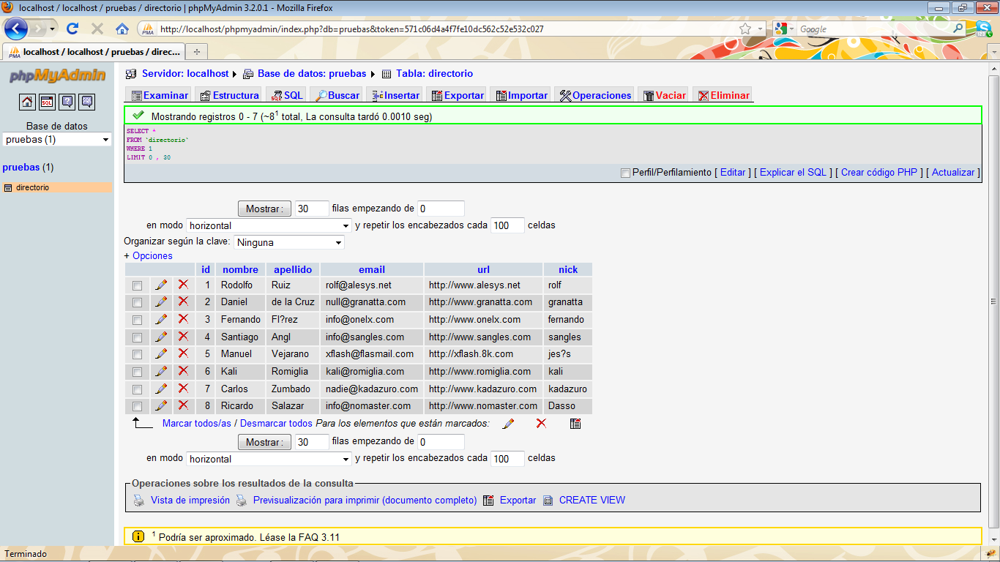 localhost / localhost / pruebas / directorio | phpMyAdmin 3.2.0.1 - Mozilla Firefox
http://localhost/phpmyadmin/index.php?db=pruebas&token=571c06d4a4f7fe10dc562c52e532c027
Google
localhost / localhost / pruebas / direc...
phpMyAdmin
Base de datos
pruebas (1)
pruebas (1)
directorio
Servidor: localhost Base de datos: pruebas Tabla: directorio
Examinar Estructura SQL Buscar Insertar Exportar Importar Operaciones Vaciar Eliminar
Mostrando registros 0 - 7 (~8¹ total, La consulta tardó 0.0010 seg)
SELECT *
FROM `directorio`
WHERE 1
LIMIT 0 , 30
Perfil/Perfilamiento [ Editar ] [ Explicar el SQL ] [ Crear código PHP ] [ Actualizar ]
Mostrar : 30 filas empezando de 0
en modo horizontal y repetir los encabezados cada 100 celdas
Organizar según la clave: Ninguna
+ Opciones
id nombre apellido email url nick
1 Rodolfo Ruiz rolf@alesys.net http://www.alesys.net rolf
2 Daniel de la Cruz null@granatta.com http://www.granatta.com granatta
3 Fernando Fl?rez info@onelx.com http://www.onelx.com fernando
4 Santiago Angl info@sangles.com http://www.sangles.com sangles
5 Manuel Vejarano xflash@flasmail.com http://xflash.8k.com jes?s
6 Kali Romiglia kali@romiglia.com http://www.romiglia.com kali
7 Carlos Zumbado nadie@kadazuro.com http://www.kadazuro.com kadazuro
8 Ricardo Salazar info@nomaster.com http://www.nomaster.com Dasso
Marcar todos/as / Desmarcar todos Para los elementos que están marcados:
Mostrar : 30 filas empezando de 0
en modo horizontal y repetir los encabezados cada 100 celdas
Operaciones sobre los resultados de la consulta
Vista de impresión Previsualización para imprimir (documento completo) Exportar CREATE VIEW
¹ Podría ser aproximado. Léase la FAQ 3.11
Terminado